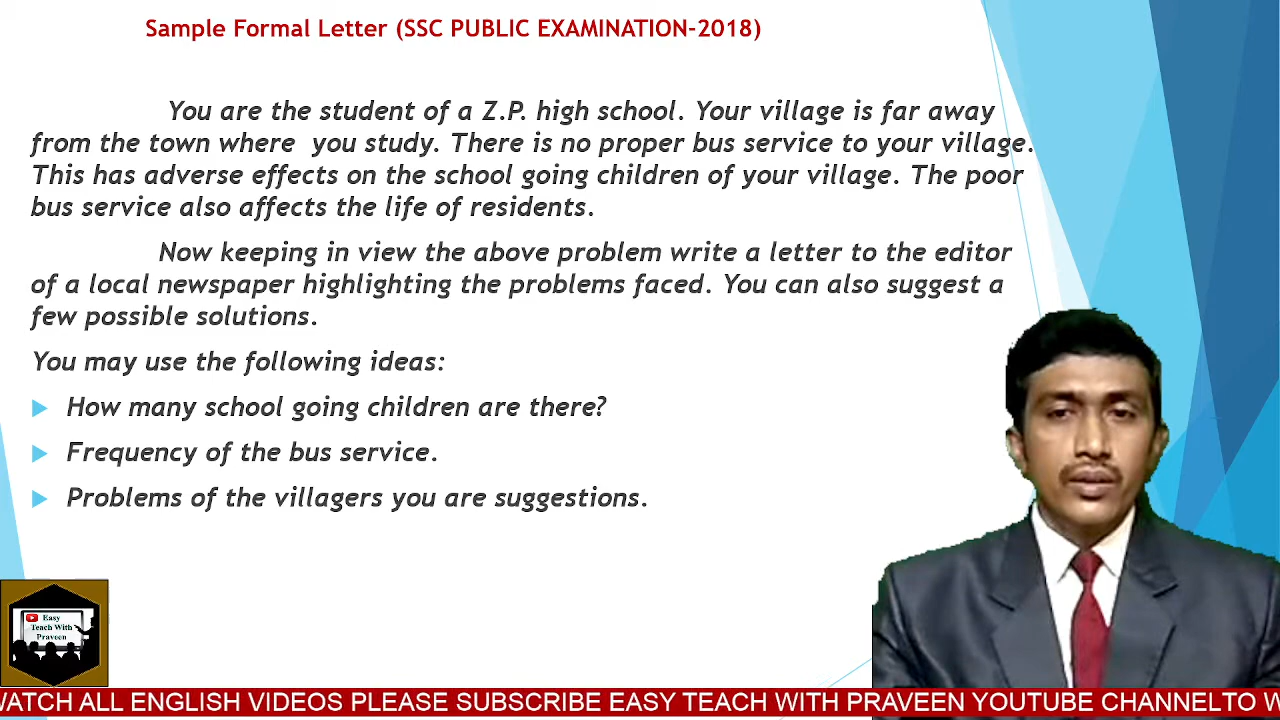 Sample Formal Letter (SSC PUBLIC EXAMINATION-2018)
You are the student of a Z.P. high school. Your village is far away
from the town where you study. There is no proper bus service to your village.
This has adverse effects on the school going children of your village. The poor
bus service also affects the life of residents.
Now keeping in view the above problem write a letter to the editor
of a local newspaper highlighting the problems faced. You can also suggest a
few possible solutions.
You may use the following ideas:
How many school going children are there?
Frequency of the bus service.
Problems of the villagers you are suggestions.
Easy
Teach With
Praveen
WATCH ALL ENGLISH VIDEOS PLEASE SUBSCRIBE EASY TEACH WITH PRAVEEN YOUTUBE CHANNELTO W